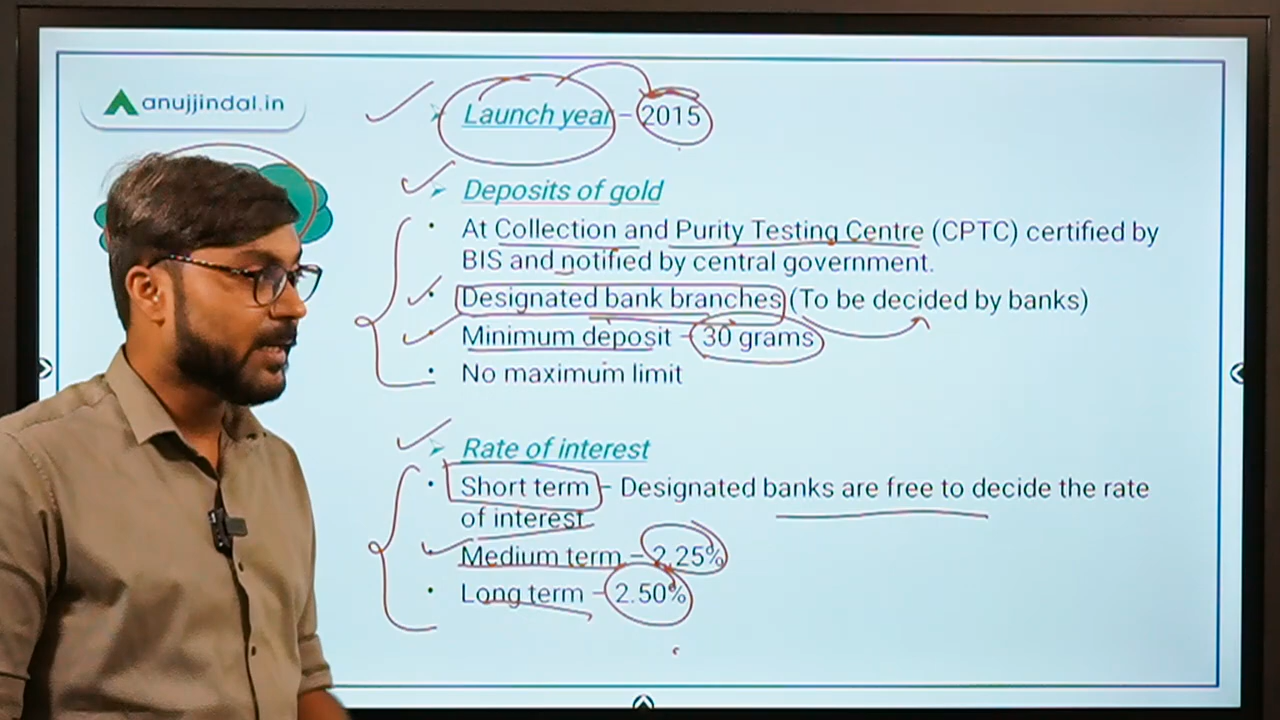 anujjindal.in
Launch year – 2015
Deposits of gold
At Collection and Purity Testing Centre (CPTC) certified by
BIS and notified by central government.
Designated bank branches (To be decided by banks)
Minimum deposit – 30 grams
No maximum limit
Rate of interest
Short term – Designated banks are free to decide the rate
of interest
Medium term – 2.25%
Long term – 2.50%